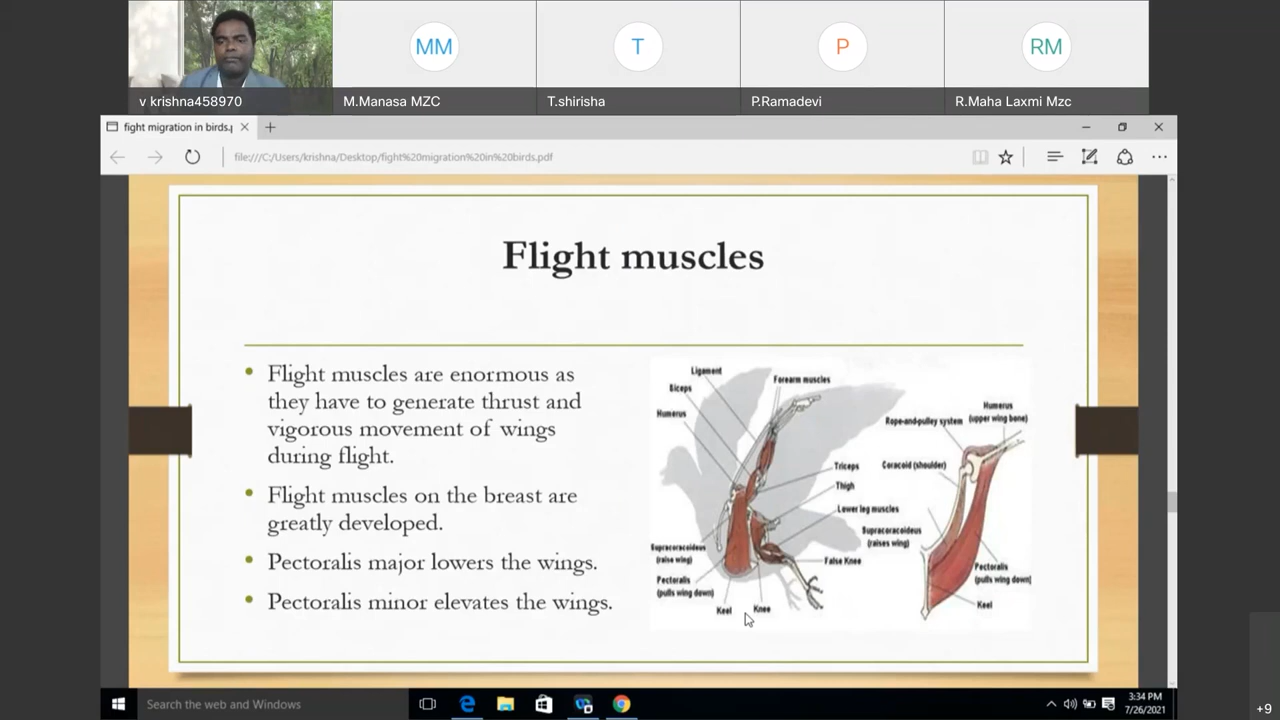 MM
T
P
RM
v krishna458970
M.Manasa MZC
T.shirisha
P.Ramadevi
R.Maha Laxmi Mzc
fight migration in birds.p
file:///C:/Users/krishna/Desktop/fight%20migration%20in%20birds.pdf
Flight muscles
• Flight muscles are enormous as
they have to generate thrust and
vigorous movement of wings
during flight.
• Flight muscles on the breast are
greatly developed.
• Pectoralis major lowers the wings.
• Pectoralis minor elevates the wings.
Ligament
Biceps
Forearm muscles
Humerus
Triceps
Thigh
Lower leg muscles
Supracoracoideus
(raise wing)
False Knee
Pectoralis
(pulls wing down)
Keel
Knee
Humerus
(upper wing bone)
Rope-and-pulley system
Coracoid (shoulder)
Supracoracoideus
(raises wing)
Pectoralis
(pulls wing down)
Keel
Search the web and Windows
3:34 PM
7/26/2021
+9